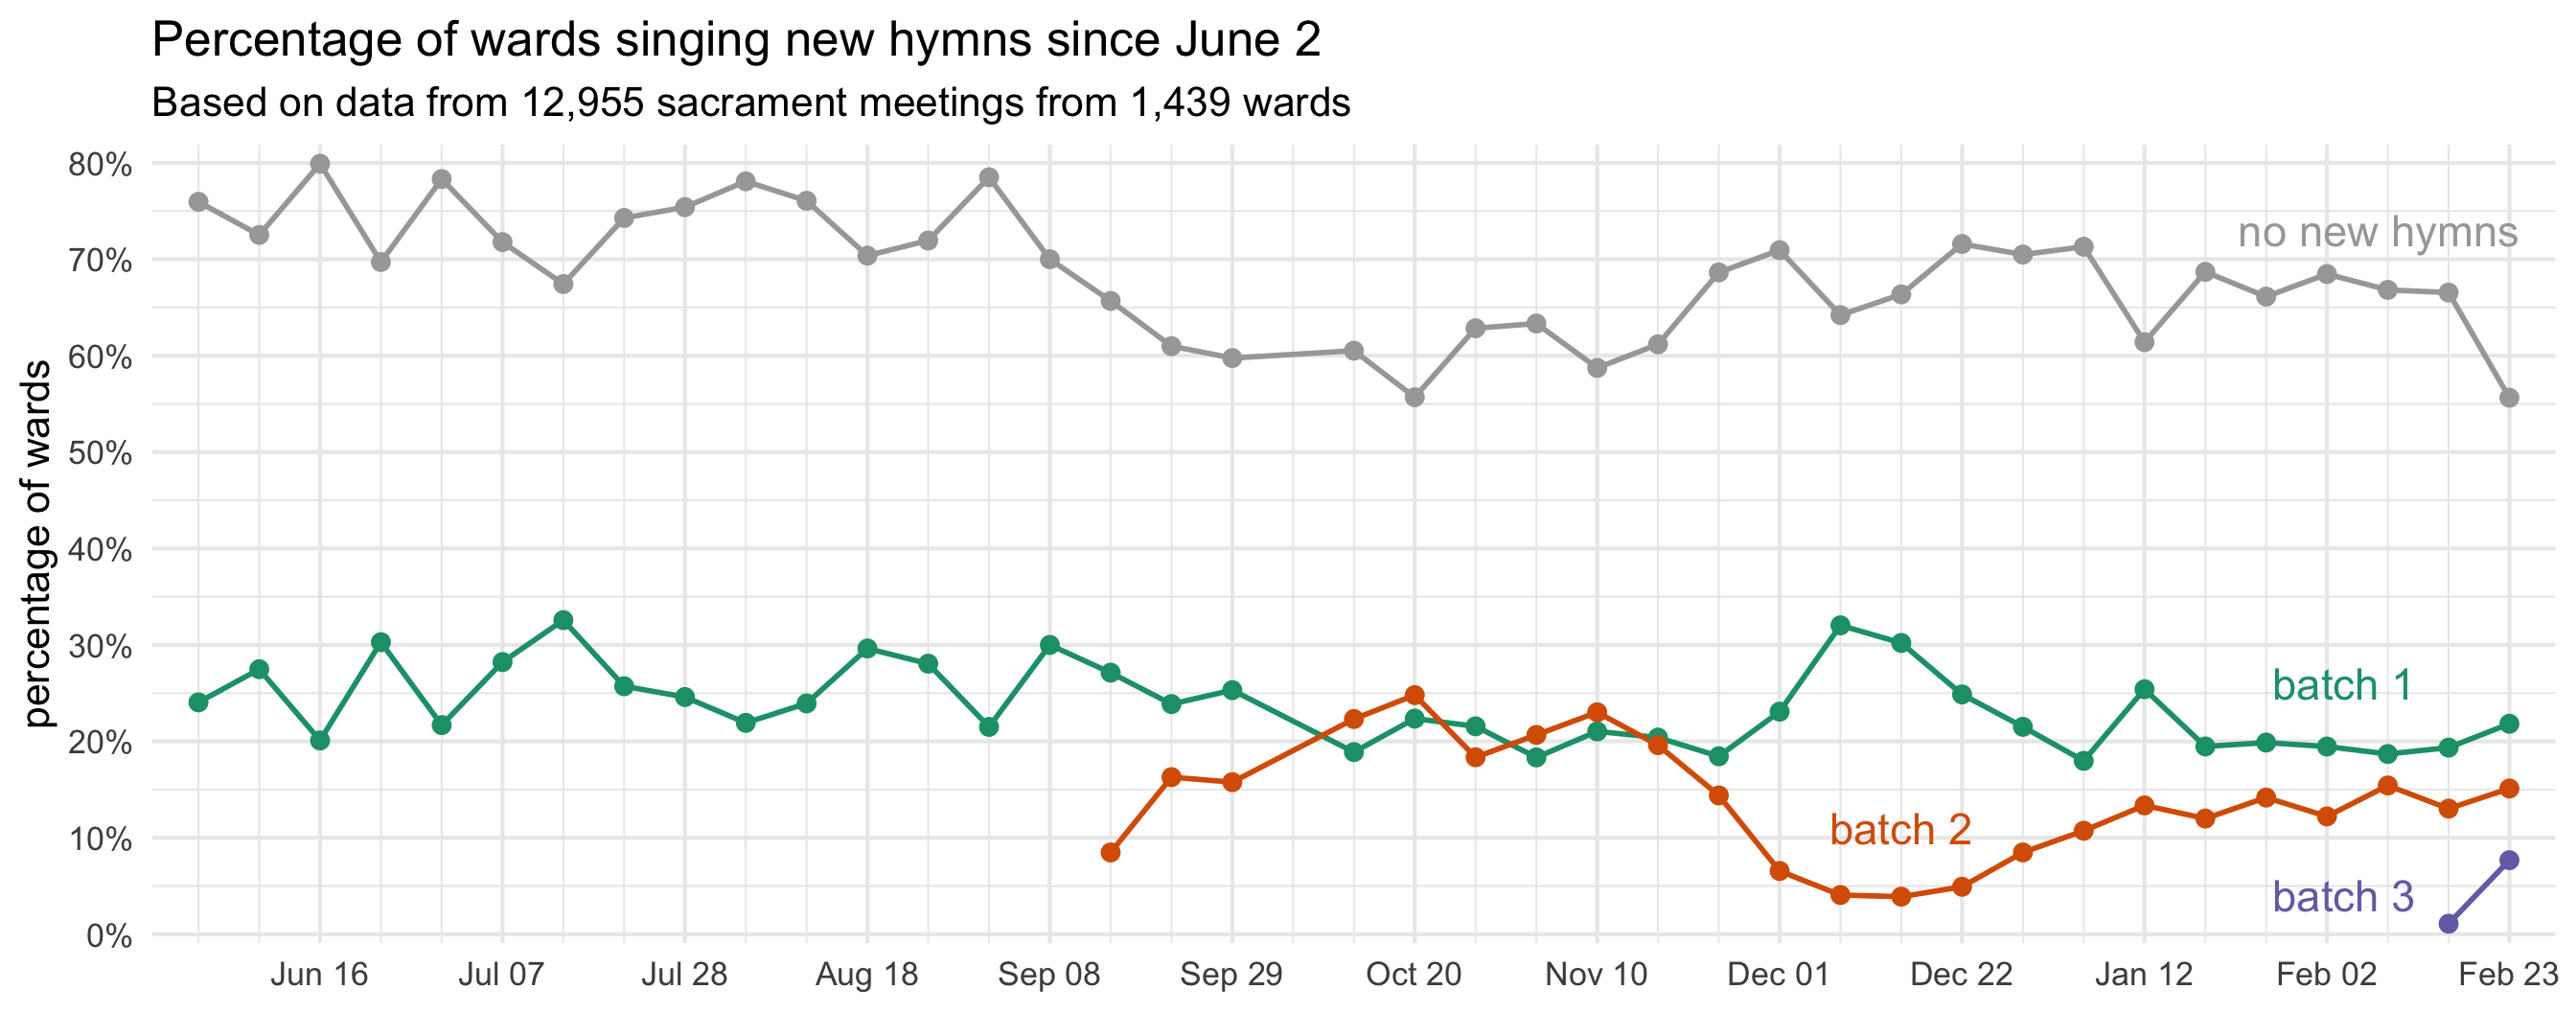 Percentage of wards singing new hymns since June 2
Based on data from 12,955 sacrament meetings from 1,439 wards
percentage of wards
80%
70%
60%
50%
40%
30%
20%
10%
0%
no new hymns
batch 1
batch 2
batch 3
Jun 16 Jul 07 Jul 28 Aug 18 Sep 08 Sep 29 Oct 20 Nov 10 Dec 01 Dec 22 Jan 12 Feb 02 Feb 23